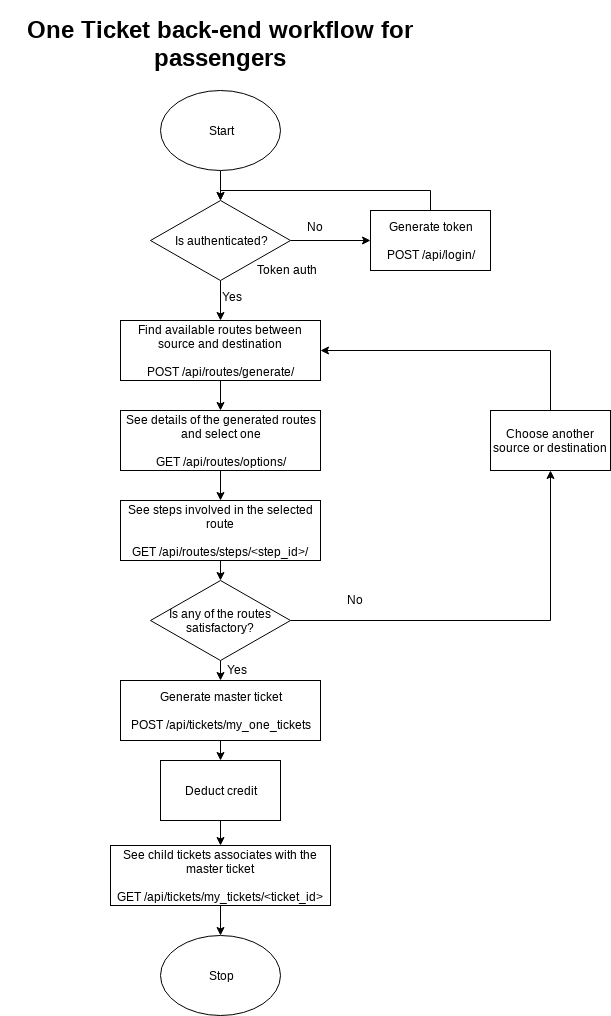 One Ticket back-end workflow for
passengers
Start
Is authenticated?
No
Generate token
POST /api/login/
Token auth
Yes
Find available routes between
source and destination
POST /api/routes/generate/
See details of the generated routes
and select one
GET /api/routes/options/
Choose another
source or destination
See steps involved in the selected
route
GET /api/routes/steps/<step_id>/
Is any of the routes
satisfactory?
No
Yes
Generate master ticket
POST /api/tickets/my_one_tickets
Deduct credit
See child tickets associates with the
master ticket
GET /api/tickets/my_tickets/<ticket_id>
Stop